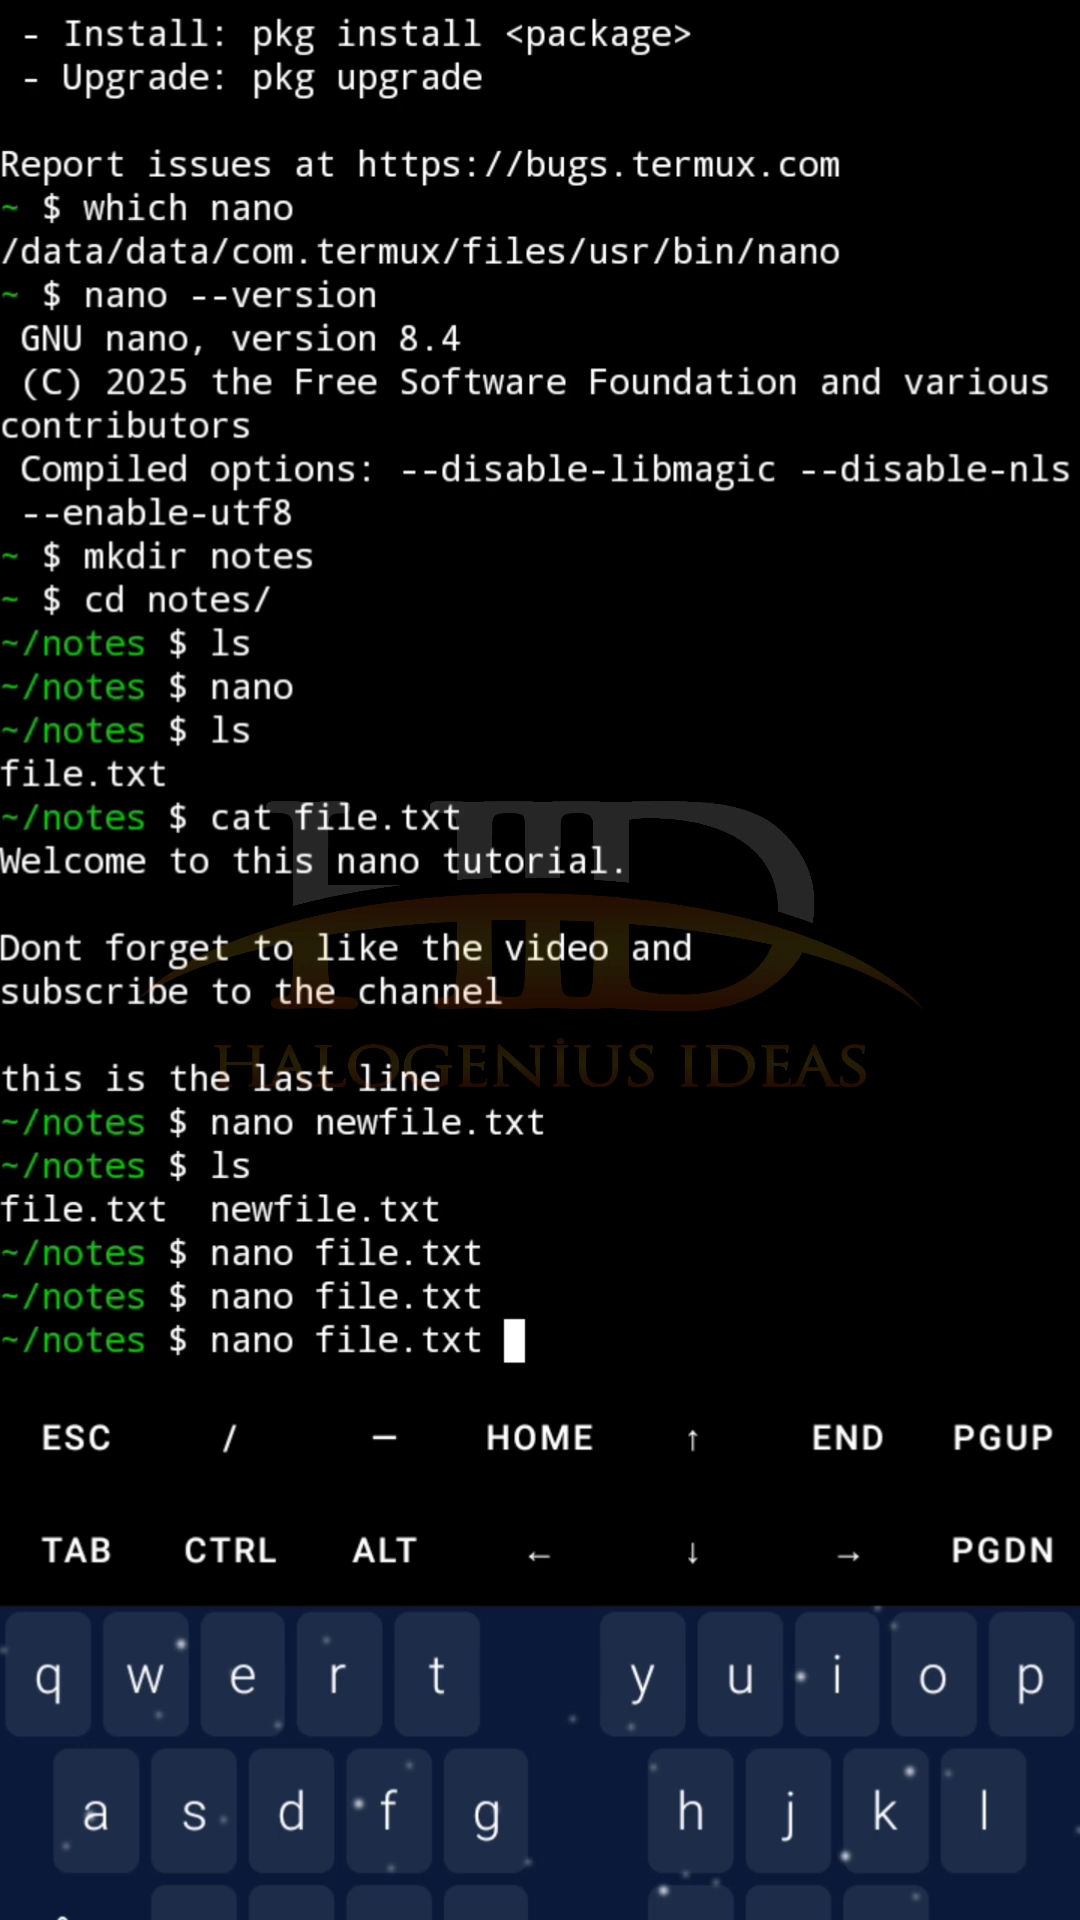 - Install: pkg install <package>
- Upgrade: pkg upgrade
Report issues at https://bugs.termux.com
~ $ which nano
/data/data/com.termux/files/usr/bin/nano
~ $ nano --version
GNU nano, version 8.4
(C) 2025 the Free Software Foundation and various
contributors
Compiled options: --disable-libmagic --disable-nls
--enable-utf8
~ $ mkdir notes
~ $ cd notes/
~/notes $ ls
~/notes $ nano
~/notes $ ls
file.txt
~/notes $ cat file.txt
Welcome to this nano tutorial.
Dont forget to like the video and
subscribe to the channel
HALOGENİUS IDEAS
this is the last line
~/notes $ nano newfile.txt
~/notes $ ls
file.txt  newfile.txt
~/notes $ nano file.txt
~/notes $ nano file.txt
~/notes $ nano file.txt
ESC / — HOME ↑ END PGUP
TAB CTRL ALT ← ↓ → PGDN
q w e r t y u i o p
a s d f g h j k l